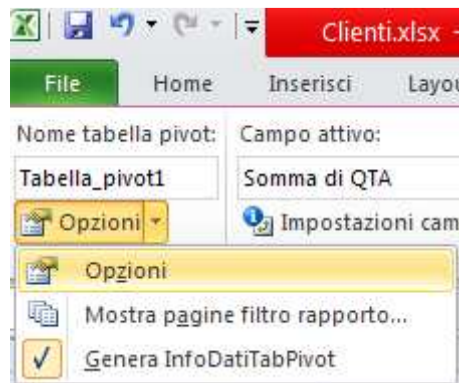 Clienti.xlsx -
File Home Inserisci Layou
Nome tabella pivot: Campo attivo:
Tabella_pivot1 Somma di QTA
Opzioni Impostazioni cam
Opzioni
Mostra pagine filtro rapporto...
Genera InfoDatiTabPivot